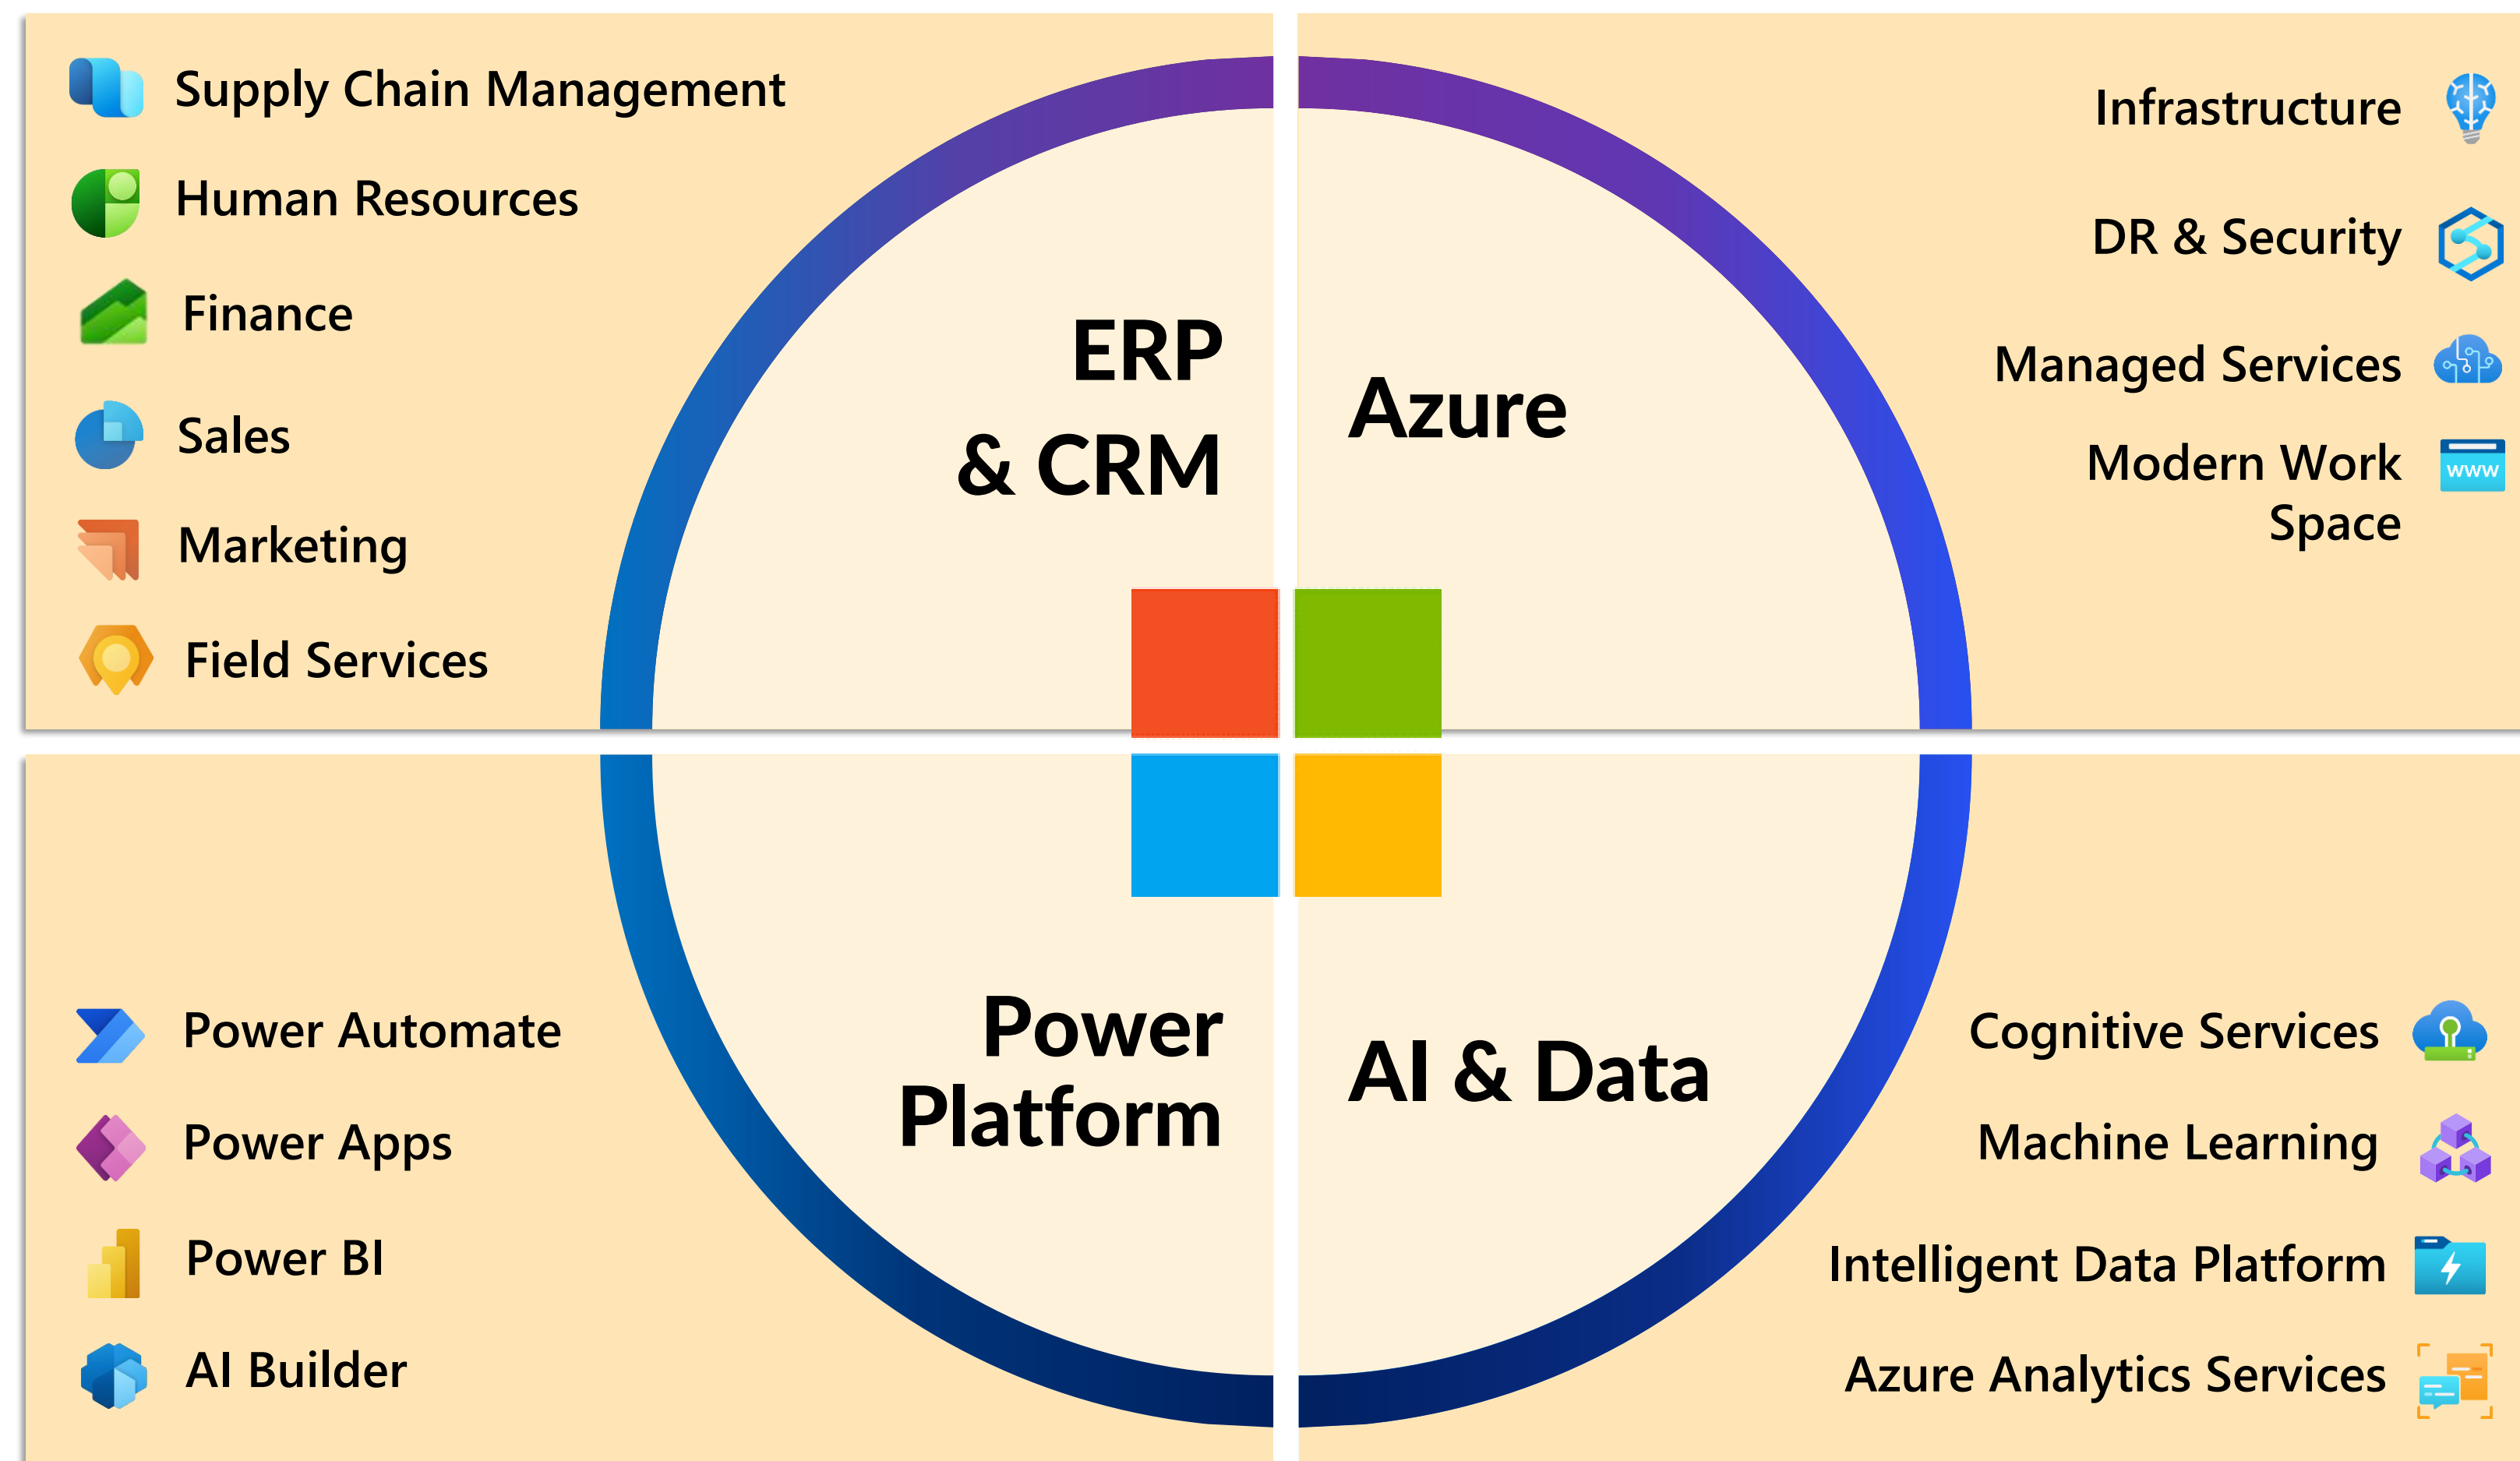 Supply Chain Management
Human Resources
Finance
Sales
Marketing
Field Services
ERP
& CRM
Azure
Infrastructure
DR & Security
Managed Services
Modern Work
Space
www
Power Automate
Power Apps
Power BI
AI Builder
Power
Platform
AI & Data
Cognitive Services
Machine Learning
Intelligent Data Platform
Azure Analytics Services